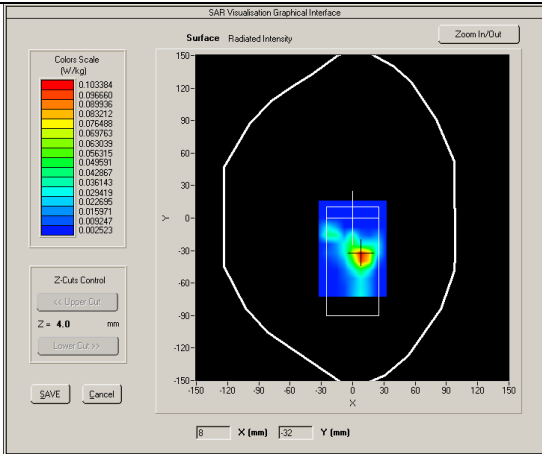 SAR Visualisation Graphical Interface
Surface Radiated Intensity
Zoom In/Out
Colors Scale
(W/kg)
0.103384
0.096660
0.089936
0.083212
0.076488
0.069763
0.063039
0.056315
0.049591
0.042867
0.036143
0.029419
0.022695
0.015971
0.009247
0.002523
Z-Cuts Control
<< Upper Cut
Z = 4.0 mm
Lower Cut >>
SAVE Cancel
150
120
90
60
30
0
-30
-60
-90
-120
-150
Y
-150 -120 -90 -60 -30 0 30 60 90 120 150
X
8 X (mm) -32 Y (mm)